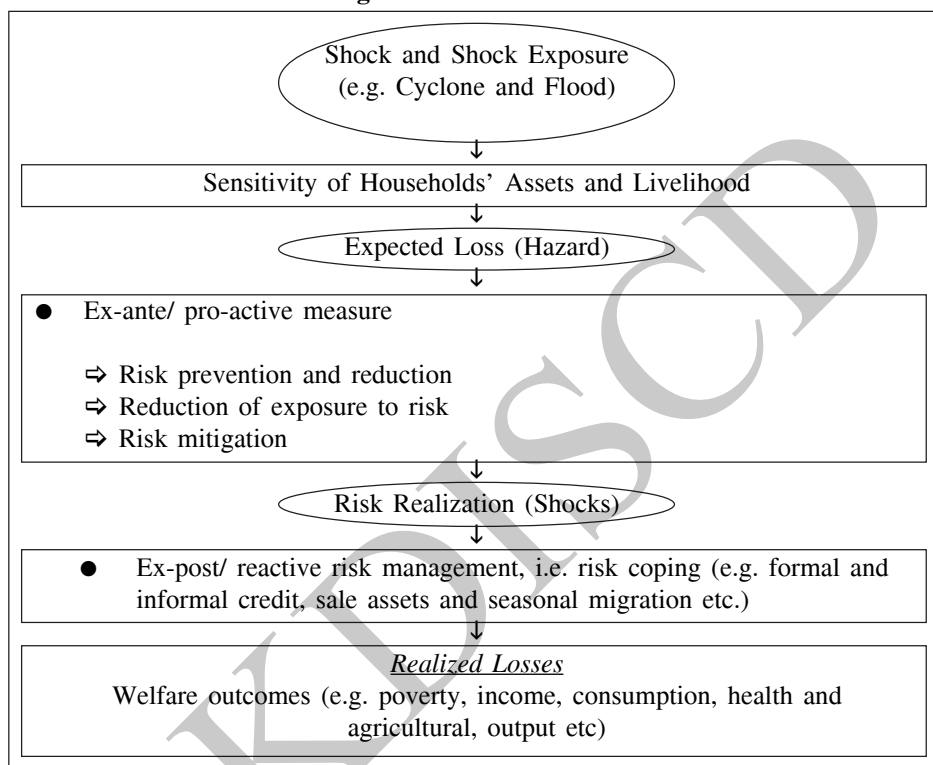 Shock and Shock Exposure
(e.g. Cyclone and Flood)
↓
Sensitivity of Households' Assets and Livelihood
↓
Expected Loss (Hazard)
↓
● Ex-ante/ pro-active measure
⇨ Risk prevention and reduction
⇨ Reduction of exposure to risk
⇨ Risk mitigation
↓
Risk Realization (Shocks)
↓
● Ex-post/ reactive risk management, i.e. risk coping (e.g. formal and
informal credit, sale assets and seasonal migration etc.)
↓
Realized Losses
Welfare outcomes (e.g. poverty, income, consumption, health and
agricultural, output etc)
KDISCD